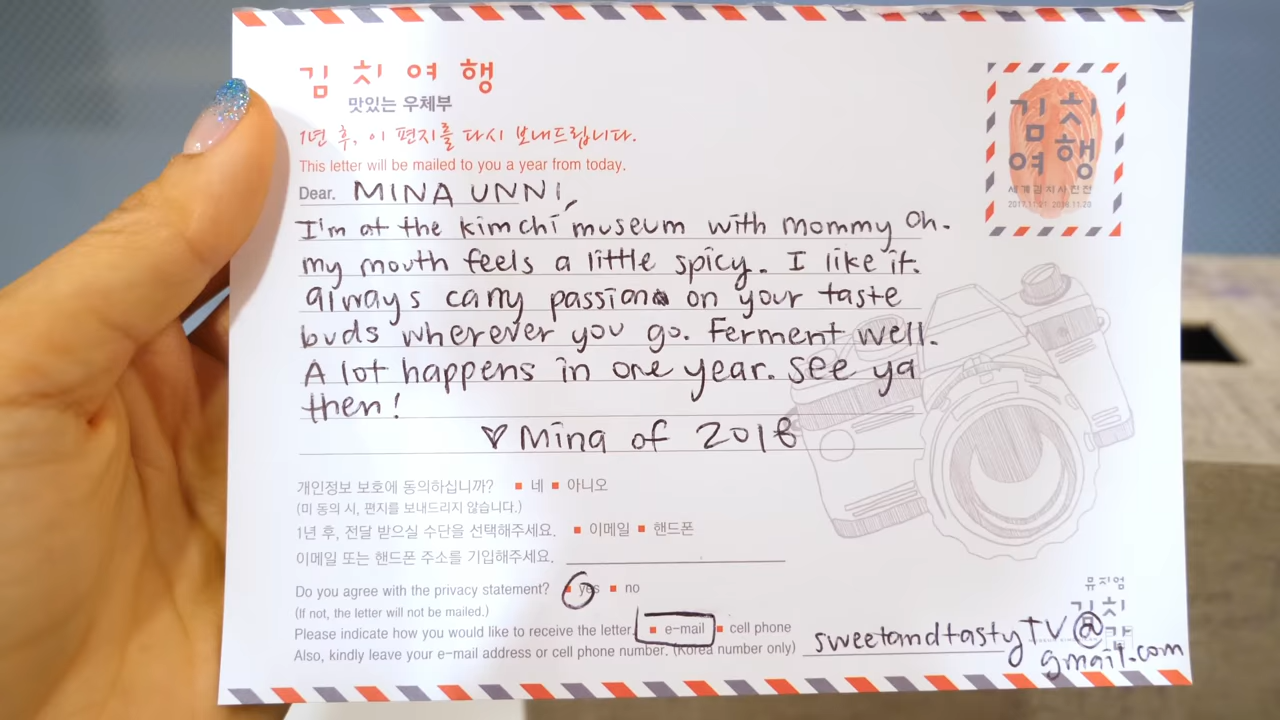 김치여행
맛있는 우체부
1년 후, 이 편지를 다시 보내드립니다.
This letter will be mailed to you a year from today.
김치
여행
세계김치사진전
Dear. MINA UNNI,
I'm at the kimchi museum with Mommy Oh.
my mouth feels a little spicy. I like it.
always carry passion on your taste
buds wherever you go. Ferment well.
A lot happens in one year. See ya
then!
♥ Mina of 2018
개인정보 보호에 동의하십니까? ▪ 네 ▪ 아니오
(미 동의 시, 편지를 보내드리지 않습니다.)
1년 후, 전달 받으실 수단을 선택해주세요. ▪ 이메일 ▪ 핸드폰
이메일 또는 핸드폰 주소를 기입해주세요.
Do you agree with the privacy statement? ▪ yes ▪ no
(If not, the letter will not be mailed.)
Please indicate how you would like to receive the letter. ▪ e-mail ▪ cell phone
Also, kindly leave your e-mail address or cell phone number. (Korea number only)
sweetandtastyTV@
gmail.com
뮤지엄
김치